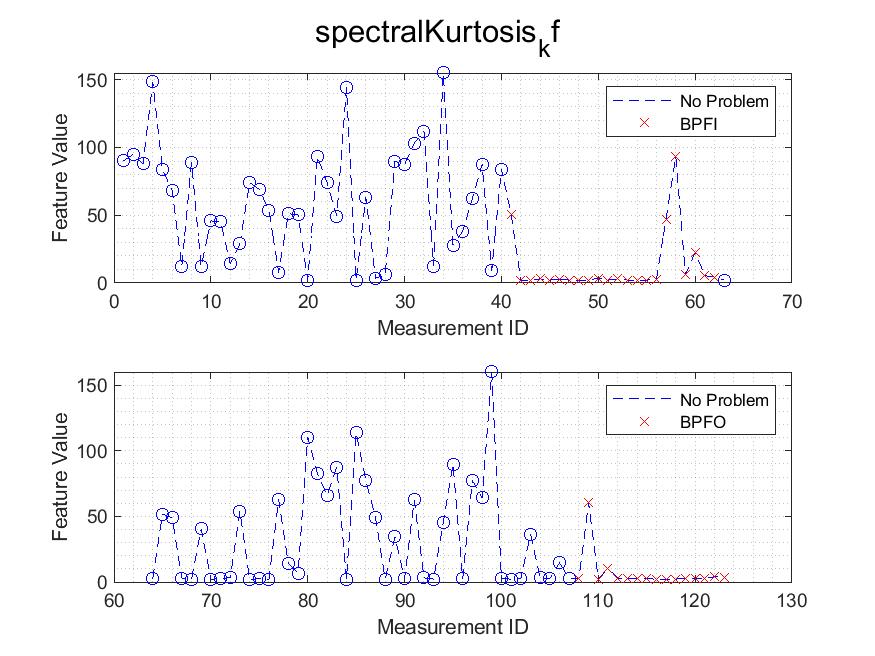 spectralKurtosis_kf
150
100
50
0
Feature Value
No Problem
BPFI
0 10 20 30 40 50 60 70
Measurement ID
150
100
50
0
Feature Value
No Problem
BPFO
60 70 80 90 100 110 120 130
Measurement ID